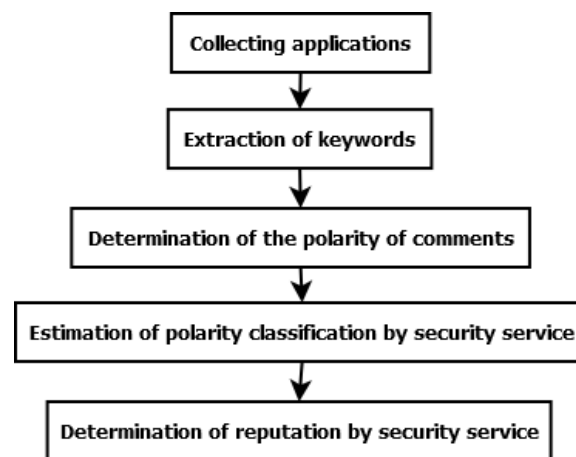 Collecting applications
Extraction of keywords
Determination of the polarity of comments
Estimation of polarity classification by security service
Determination of reputation by security service